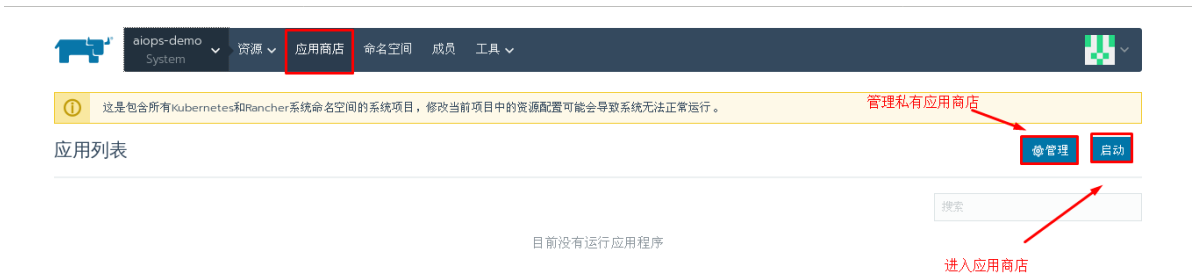 aiops-demo
System
资源 应用商店 命名空间 成员 工具
这是包含所有Kubernetes和Rancher系统命名空间的系统项目，修改当前项目中的资源配置可能会导致系统无法正常运行。
管理私有应用商店
应用列表
管理 启动
搜索
目前没有运行应用程序
进入应用商店